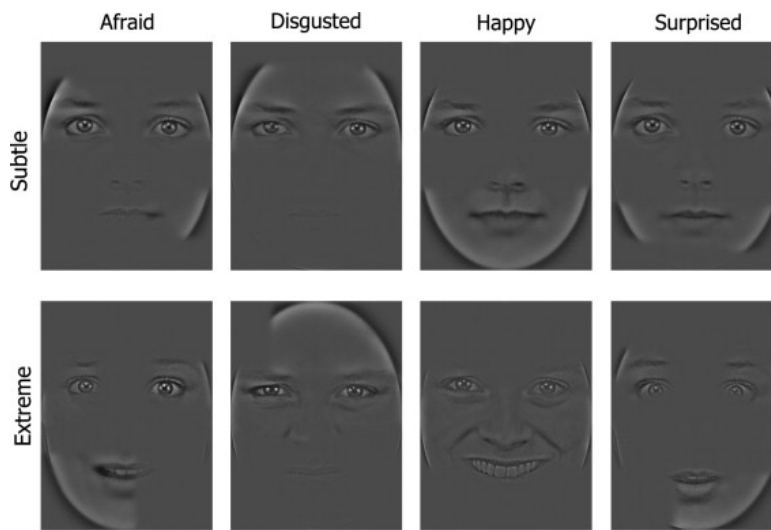 Afraid
Disgusted
Happy
Surprised
Subtle
Extreme